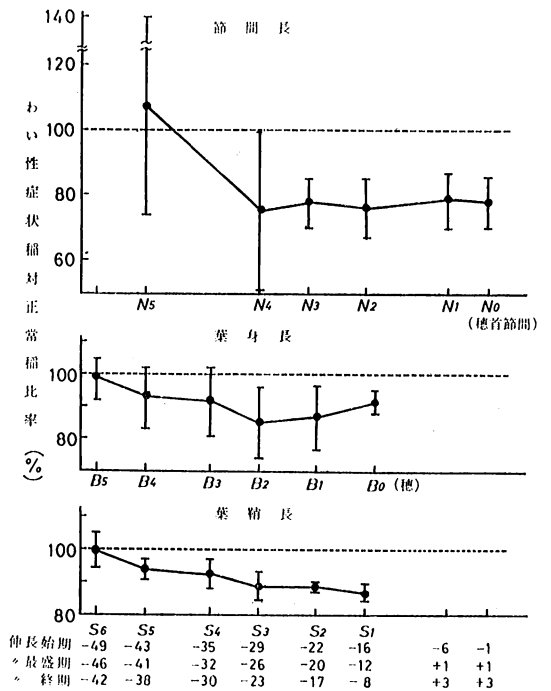 節間長
140
120
100
80
60
N5 N4 N3 N2 N1 N0
(穂首節間)
わい性症状稲対正常稲比率(%)
葉身長
100
80
B5 B4 B3 B2 B1 B0 (穂)
葉鞘長
100
80
S6 S5 S4 S3 S2 S1
伸長始期 -49 -43 -35 -29 -22 -16 -6 -1
〃最盛期 -46 -41 -32 -26 -20 -12 +1 +1
〃終期 -42 -38 -30 -23 -17 -8 +3 +3